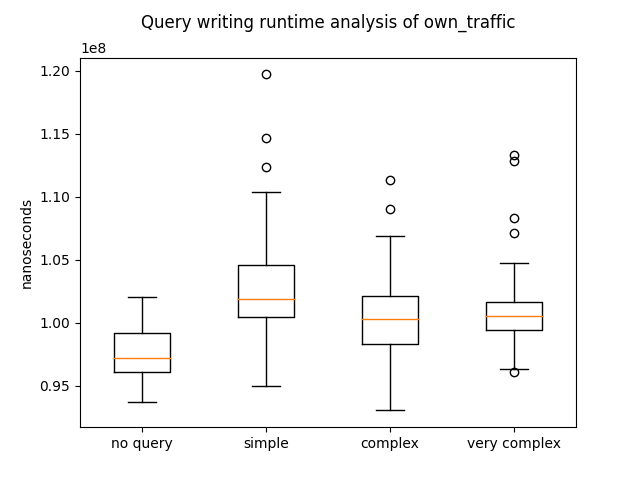 Query writing runtime analysis of own_traffic
1e8
1.20
1.15
1.10
1.05
1.00
0.95
nanoseconds
no query
simple
complex
very complex